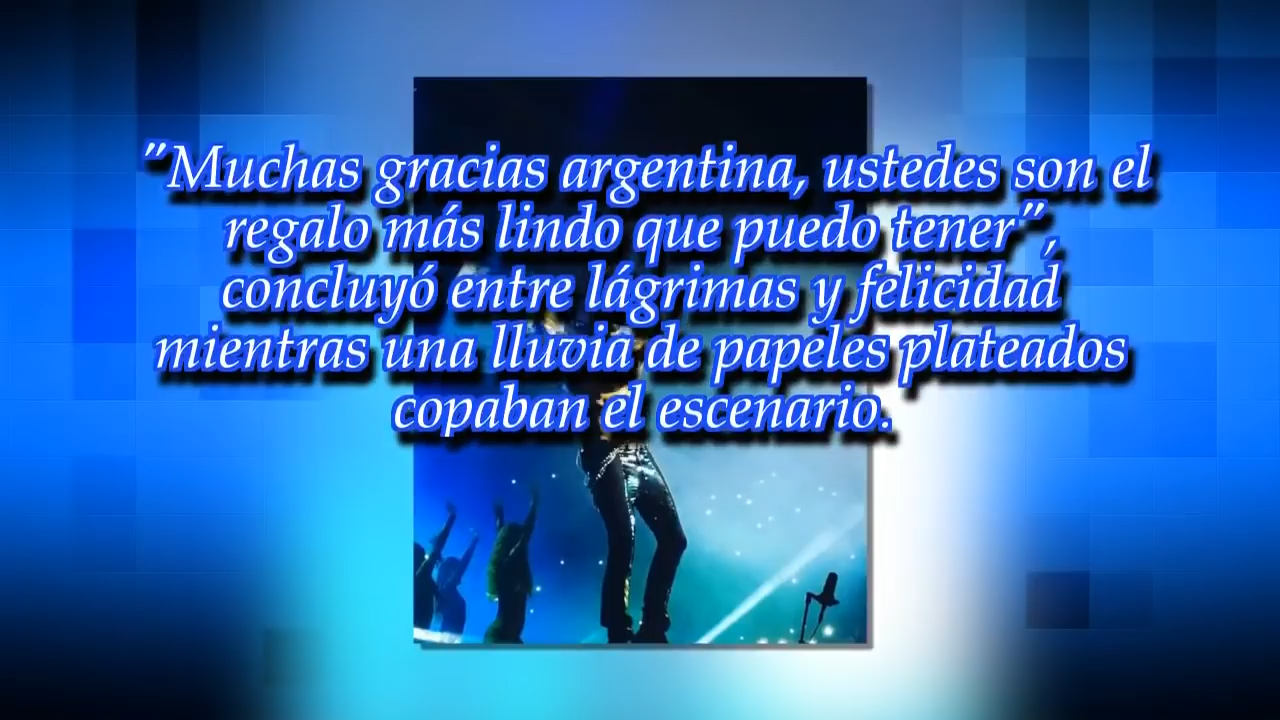 "Muchas gracias argentina, ustedes son el
regalo más lindo que puedo tener",
concluyó entre lágrimas y felicidad
mientras una lluvia de papeles plateados
copaban el escenario.